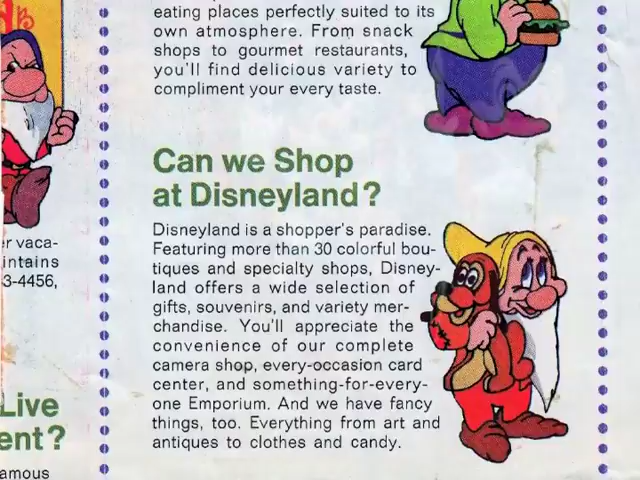 eating places perfectly suited to its
own atmosphere. From snack
shops to gourmet restaurants,
you'll find delicious variety to
compliment your every taste.
Can we Shop
at Disneyland?
Disneyland is a shopper's paradise.
Featuring more than 30 colorful bou-
tiques and specialty shops, Disney-
land offers a wide selection of
gifts, souvenirs, and variety mer-
chandise. You'll appreciate the
convenience of our complete
camera shop, every-occasion card
center, and something-for-every-
one Emporium. And we have fancy
things, too. Everything from art and
antiques to clothes and candy.
er vaca-
intains
3-4456,
Live
ent?
amous